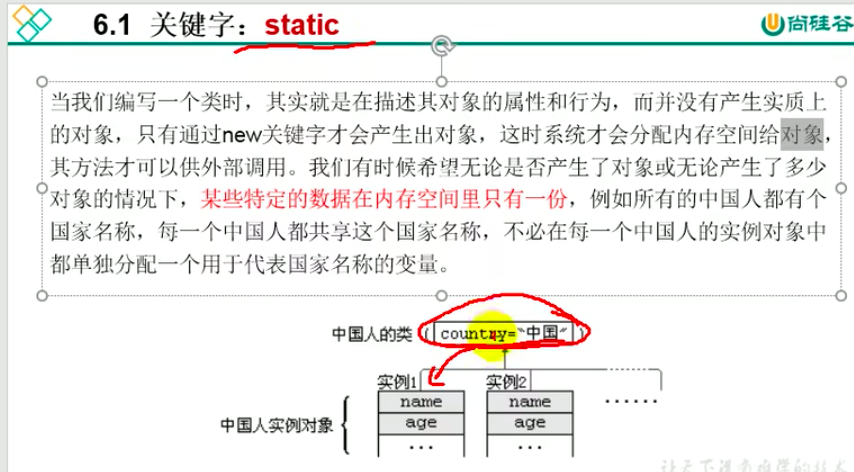 6.1 关键字：static
尚硅谷
当我们编写一个类时，其实就是在描述其对象的属性和行为，而并没有产生实质上
的对象，只有通过new关键字才会产生出对象，这时系统才会分配内存空间给对象，
其方法才可以供外部调用。我们有时候希望无论是否产生了对象或无论产生了多少
对象的情况下，某些特定的数据在内存空间里只有一份，例如所有的中国人都有个
国家名称，每一个中国人都共享这个国家名称，不必在每一个中国人的实例对象中
都单独分配一个用于代表国家名称的变量。
中国人的类 country="中国"
实例1 实例2
name name ······
中国人实例对象 age age
··· ···
让天下没有难学的技术